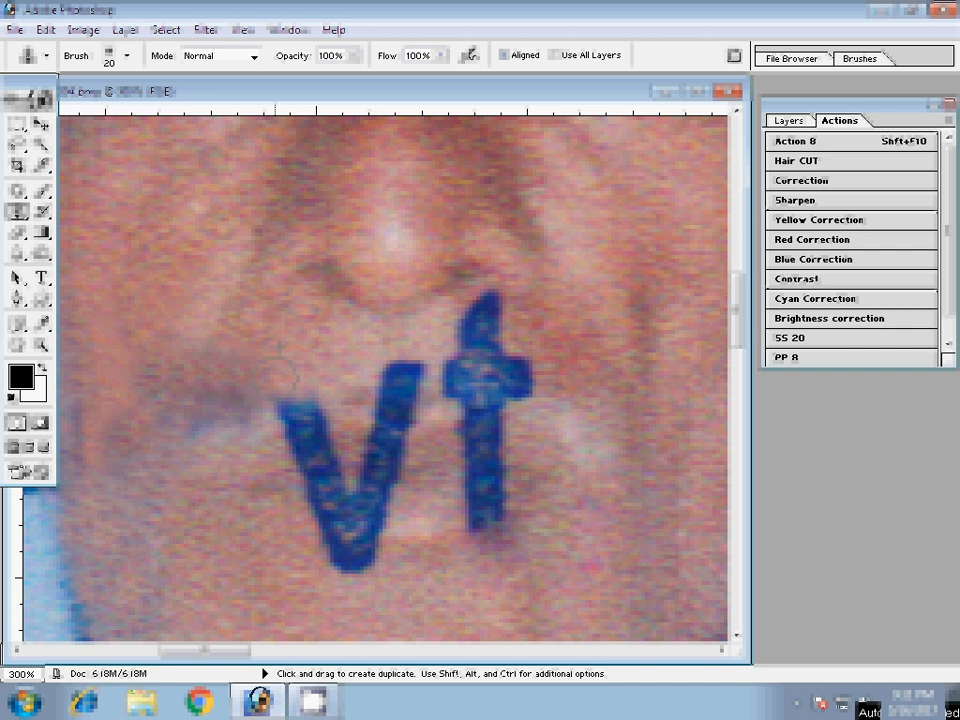 Adobe Photoshop
File Edit Image Layer Select Filter View Window Help
Brush 20 Mode Normal Opacity: 100% Flow 100% Aligned Use All Layers
File Browser Brushes
Layers Actions
Action 8 Shft+F10
Hair CUT
Correction
Sharpen
Yellow Correction
Red Correction
Blue Correction
Contrast
Cyan Correction
Brightness correction
SS 20
PP 8
Vt
300% Doc 6.18M/6.18M Click and drag to create duplicate. Use Shift, Alt, and Ctrl for additional options.